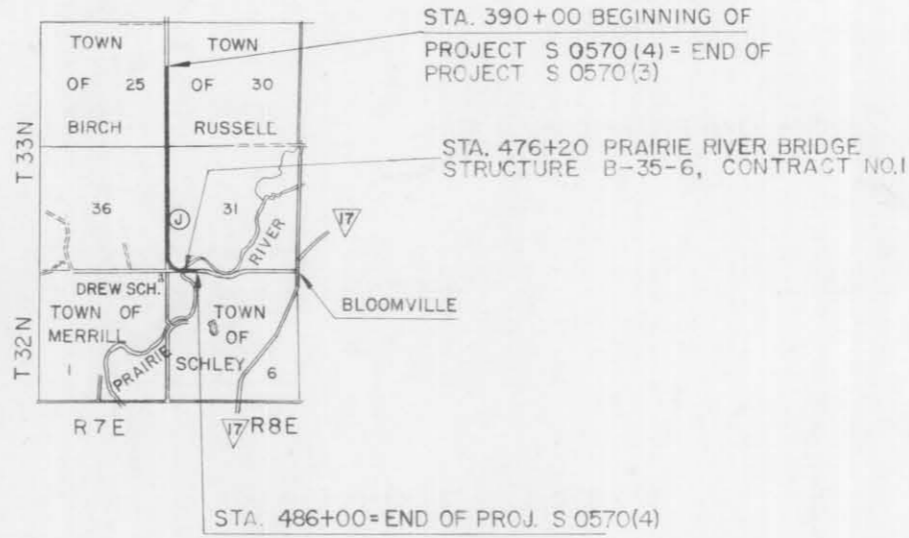 STA. 390+00 BEGINNING OF
PROJECT S 0570 (4) = END OF
PROJECT S 0570 (3)
STA. 476+20 PRAIRIE RIVER BRIDGE
STRUCTURE B-35-6, CONTRACT NO.1
TOWN
OF 25
BIRCH
TOWN
OF 30
RUSSELL
T33N
36
J
31
RIVER
17
BLOOMVILLE
DREW SCH.
TOWN OF
MERRILL
1
PRAIRIE
TOWN
OF
SCHLEY
6
T32N
R7E
17
R8E
STA. 486+00=END OF PROJ. S 0570(4)